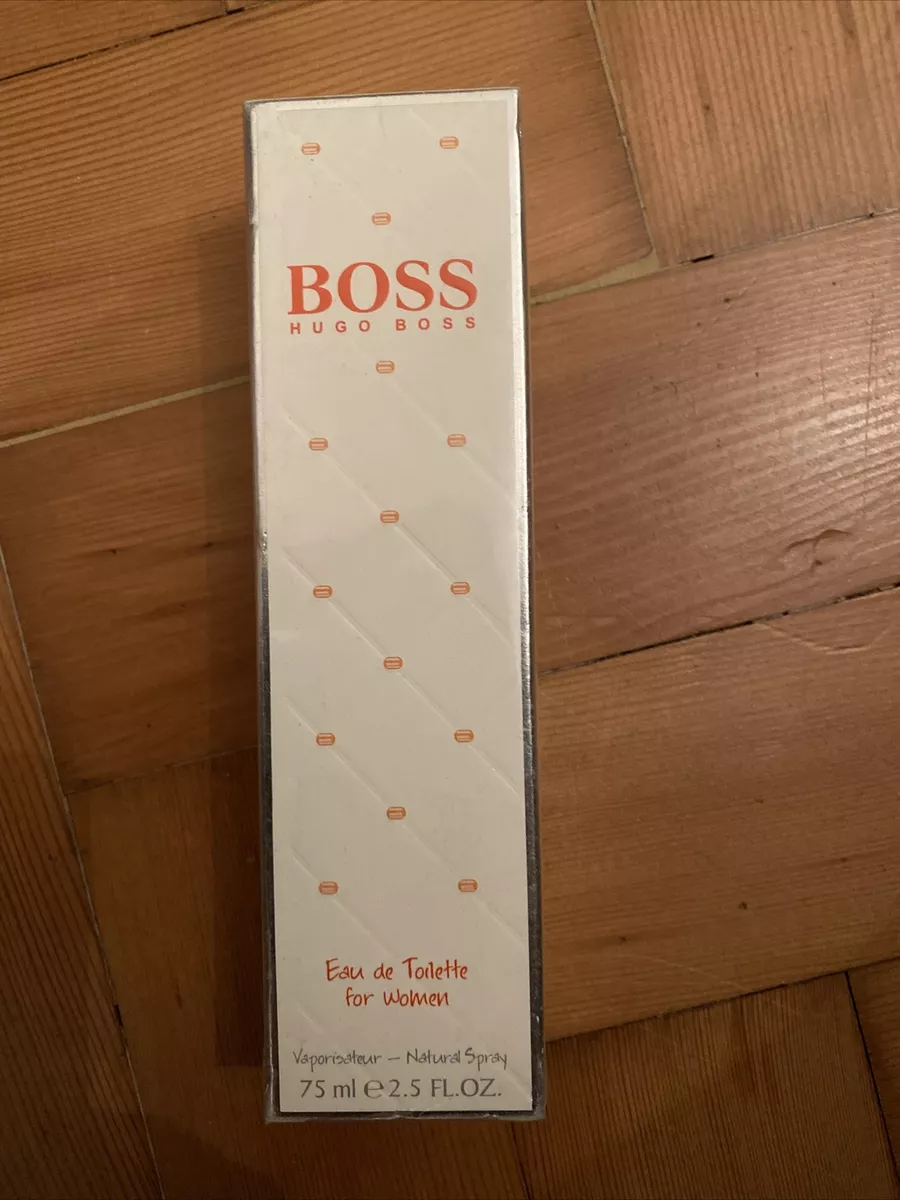 BOSS
HUGO BOSS
Eau de Toilette
for women
Vaporisateur – Natural Spray
75 ml ℮ 2.5 FL.OZ.